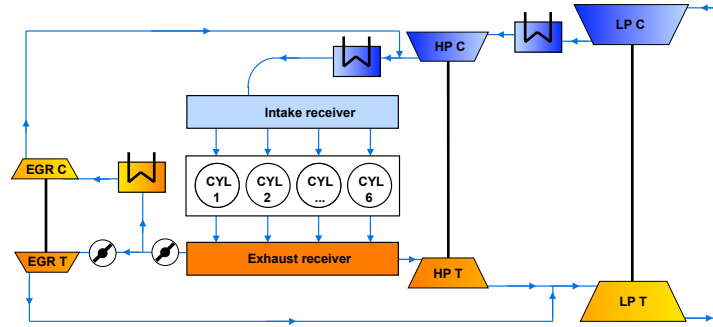 LP C
HP C
Intake receiver
EGR C
CYL
1
CYL
2
CYL
...
CYL
6
EGR T
Exhaust receiver
HP T
LP T